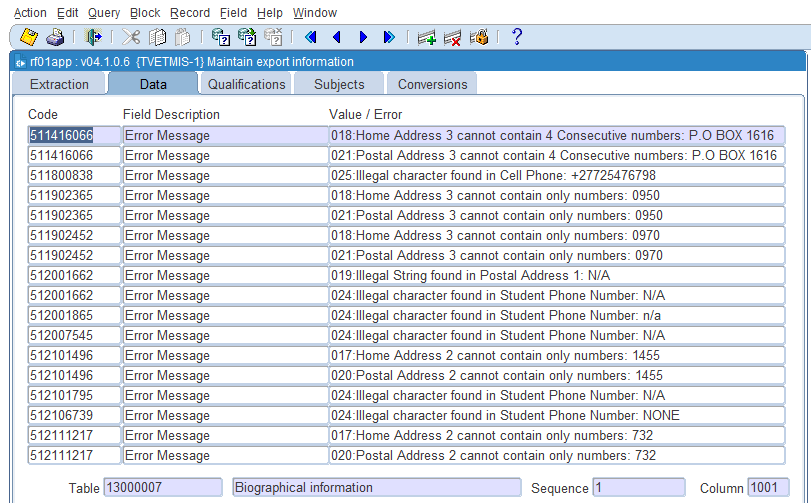 Action Edit Query Block Record Field Help Window
rf01app : v04.1.0.6 {TVETMIS-1} Maintain export information
Extraction Data Qualifications Subjects Conversions
Code Field Description Value / Error
511416066 Error Message 018:Home Address 3 cannot contain 4 Consecutive numbers: P.O BOX 1616
511416066 Error Message 021:Postal Address 3 cannot contain 4 Consecutive numbers: P.O BOX 1616
511800838 Error Message 025:Illegal character found in Cell Phone: +27725476798
511902365 Error Message 018:Home Address 3 cannot contain only numbers: 0950
511902365 Error Message 021:Postal Address 3 cannot contain only numbers: 0950
511902452 Error Message 018:Home Address 3 cannot contain only numbers: 0970
511902452 Error Message 021:Postal Address 3 cannot contain only numbers: 0970
512001662 Error Message 019:Illegal String found in Postal Address 1: N/A
512001662 Error Message 024:Illegal character found in Student Phone Number: N/A
512001865 Error Message 024:Illegal character found in Student Phone Number: n/a
512007545 Error Message 024:Illegal character found in Student Phone Number: N/A
512101496 Error Message 017:Home Address 2 cannot contain only numbers: 1455
512101496 Error Message 020:Postal Address 2 cannot contain only numbers: 1455
512101795 Error Message 024:Illegal character found in Student Phone Number: N/A
512106739 Error Message 024:Illegal character found in Student Phone Number: NONE
512111217 Error Message 017:Home Address 2 cannot contain only numbers: 732
512111217 Error Message 020:Postal Address 2 cannot contain only numbers: 732
Table 13000007 Biographical information Sequence 1 Column 1001